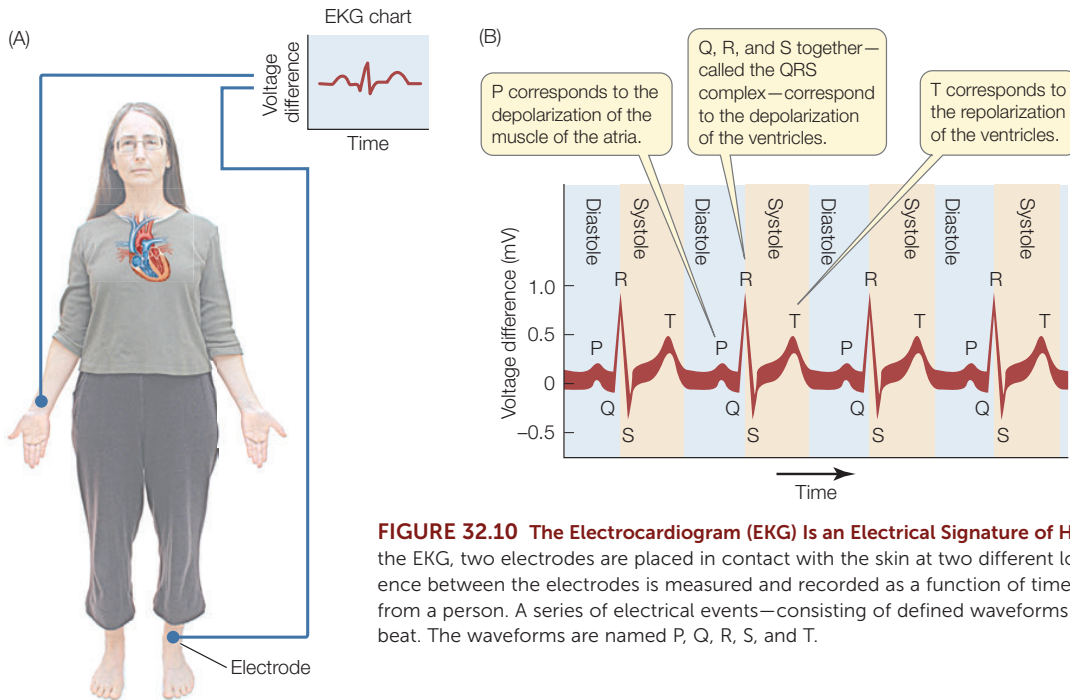 (A)
EKG chart
Voltage
difference
Time
Electrode
(B)
P corresponds to the
depolarization of the
muscle of the atria.
Q, R, and S together—
called the QRS
complex—correspond
to the depolarization
of the ventricles.
T corresponds to
the repolarization
of the ventricles.
Diastole
Systole
Diastole
Systole
Diastole
Systole
Diastole
Systole
Voltage difference (mV)
1.0
0.5
0
–0.5
P
Q
R
S
T
P
Q
R
S
T
P
Q
R
S
T
P
Q
R
S
T
Time
FIGURE 32.10 The Electrocardiogram (EKG) Is an Electrical Signature of H
the EKG, two electrodes are placed in contact with the skin at two different lo
ence between the electrodes is measured and recorded as a function of time
from a person. A series of electrical events—consisting of defined waveforms
beat. The waveforms are named P, Q, R, S, and T.